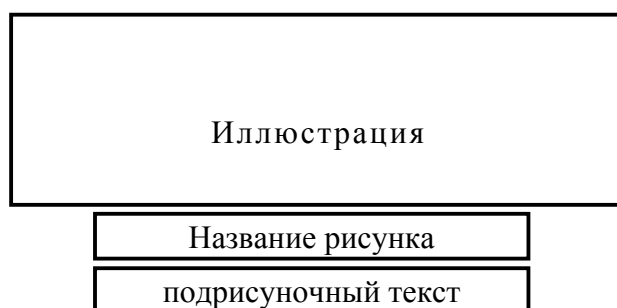 Иллюстрация
Название рисунка
подрисуночный текст